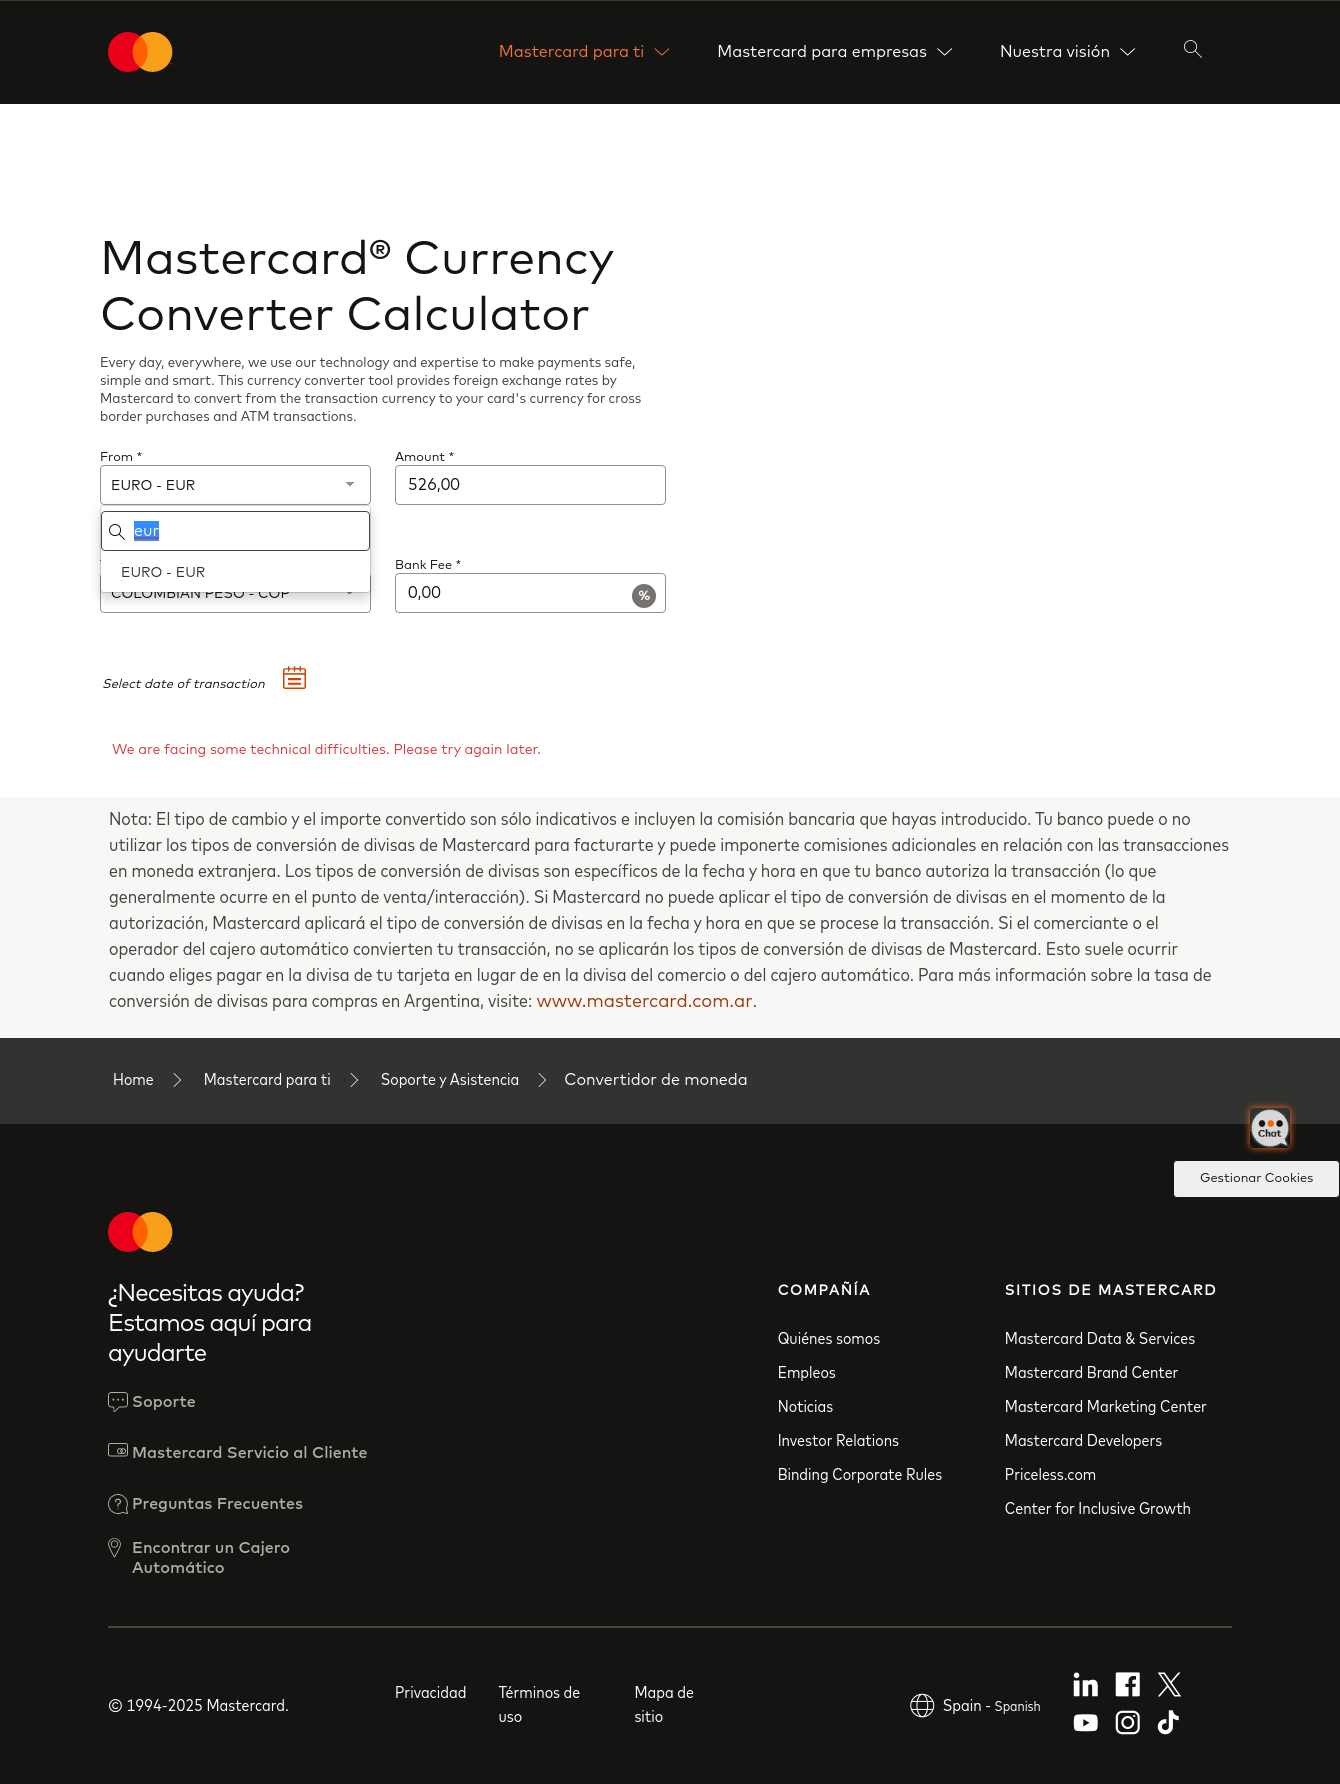 Mastercard para ti
Mastercard para empresas
Nuestra visión
Mastercard® Currency
Converter Calculator
Every day, everywhere, we use our technology and expertise to make payments safe,
simple and smart. This currency converter tool provides foreign exchange rates by
Mastercard to convert from the transaction currency to your card's currency for cross
border purchases and ATM transactions.
From *
Amount *
EURO - EUR
526,00
eur
EURO - EUR
Bank Fee *
COLOMBIAN PESO - COP
0,00
%
Select date of transaction
We are facing some technical difficulties. Please try again later.
Nota: El tipo de cambio y el importe convertido son sólo indicativos e incluyen la comisión bancaria que hayas introducido. Tu banco puede o no
utilizar los tipos de conversión de divisas de Mastercard para facturarte y puede imponerte comisiones adicionales en relación con las transacciones
en moneda extranjera. Los tipos de conversión de divisas son específicos de la fecha y hora en que tu banco autoriza la transacción (lo que
generalmente ocurre en el punto de venta/interacción). Si Mastercard no puede aplicar el tipo de conversión de divisas en el momento de la
autorización, Mastercard aplicará el tipo de conversión de divisas en la fecha y hora en que se procese la transacción. Si el comerciante o el
operador del cajero automático convierten tu transacción, no se aplicarán los tipos de conversión de divisas de Mastercard. Esto suele ocurrir
cuando eliges pagar en la divisa de tu tarjeta en lugar de en la divisa del comercio o del cajero automático. Para más información sobre la tasa de
conversión de divisas para compras en Argentina, visite: www.mastercard.com.ar.
Home
Mastercard para ti
Soporte y Asistencia
Convertidor de moneda
Chat
Gestionar Cookies
¿Necesitas ayuda?
Estamos aquí para
ayudarte
Soporte
Mastercard Servicio al Cliente
Preguntas Frecuentes
Encontrar un Cajero
Automático
COMPAÑÍA
Quiénes somos
Empleos
Noticias
Investor Relations
Binding Corporate Rules
SITIOS DE MASTERCARD
Mastercard Data & Services
Mastercard Brand Center
Mastercard Marketing Center
Mastercard Developers
Priceless.com
Center for Inclusive Growth
© 1994-2025 Mastercard.
Privacidad
Términos de
uso
Mapa de
sitio
Spain - Spanish